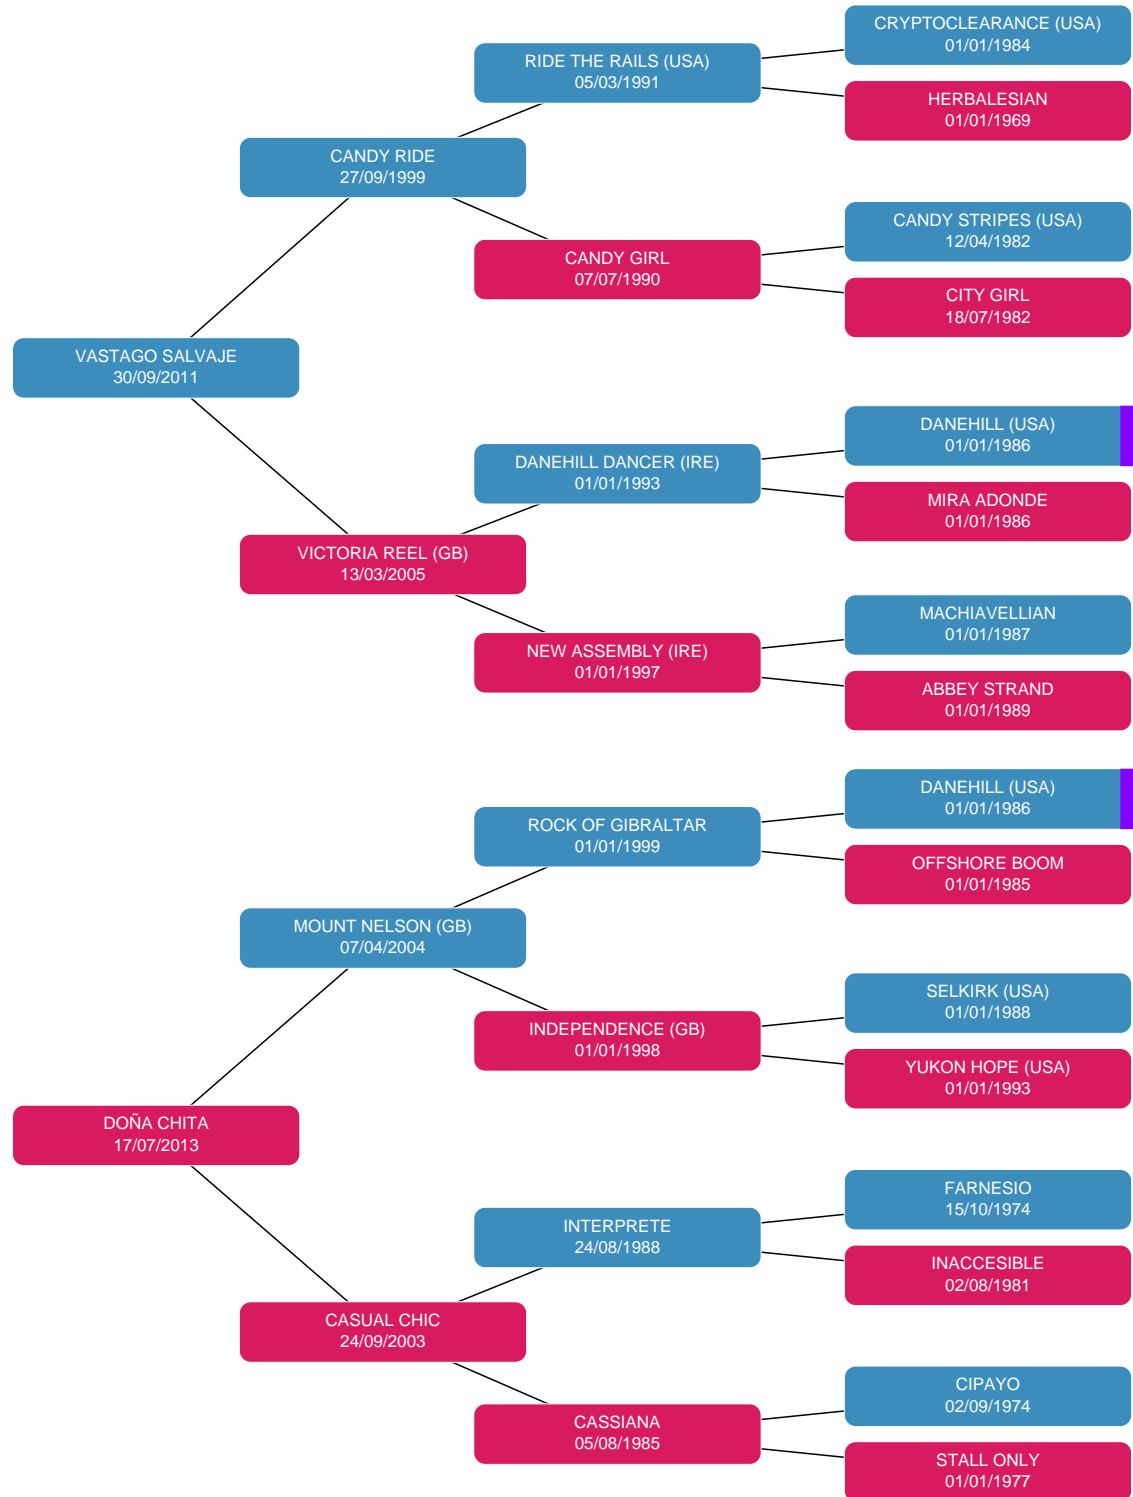 CRYPTOCLEARANCE (USA)
01/01/1984
RIDE THE RAILS (USA)
05/03/1991
HERBALESIAN
01/01/1969
CANDY RIDE
27/09/1999
CANDY STRIPES (USA)
12/04/1982
CANDY GIRL
07/07/1990
CITY GIRL
18/07/1982
VASTAGO SALVAJE
30/09/2011
DANEHILL (USA)
01/01/1986
DANEHILL DANCER (IRE)
01/01/1993
MIRA ADONDE
01/01/1986
VICTORIA REEL (GB)
13/03/2005
MACHIAVELLIAN
01/01/1987
NEW ASSEMBLY (IRE)
01/01/1997
ABBEY STRAND
01/01/1989
DANEHILL (USA)
01/01/1986
ROCK OF GIBRALTAR
01/01/1999
OFFSHORE BOOM
01/01/1985
MOUNT NELSON (GB)
07/04/2004
SELKIRK (USA)
01/01/1988
INDEPENDENCE (GB)
01/01/1998
YUKON HOPE (USA)
01/01/1993
DOÑA CHITA
17/07/2013
FARNESIO
15/10/1974
INTERPRETE
24/08/1988
INACCESIBLE
02/08/1981
CASUAL CHIC
24/09/2003
CIPAYO
02/09/1974
CASSIANA
05/08/1985
STALL ONLY
01/01/1977